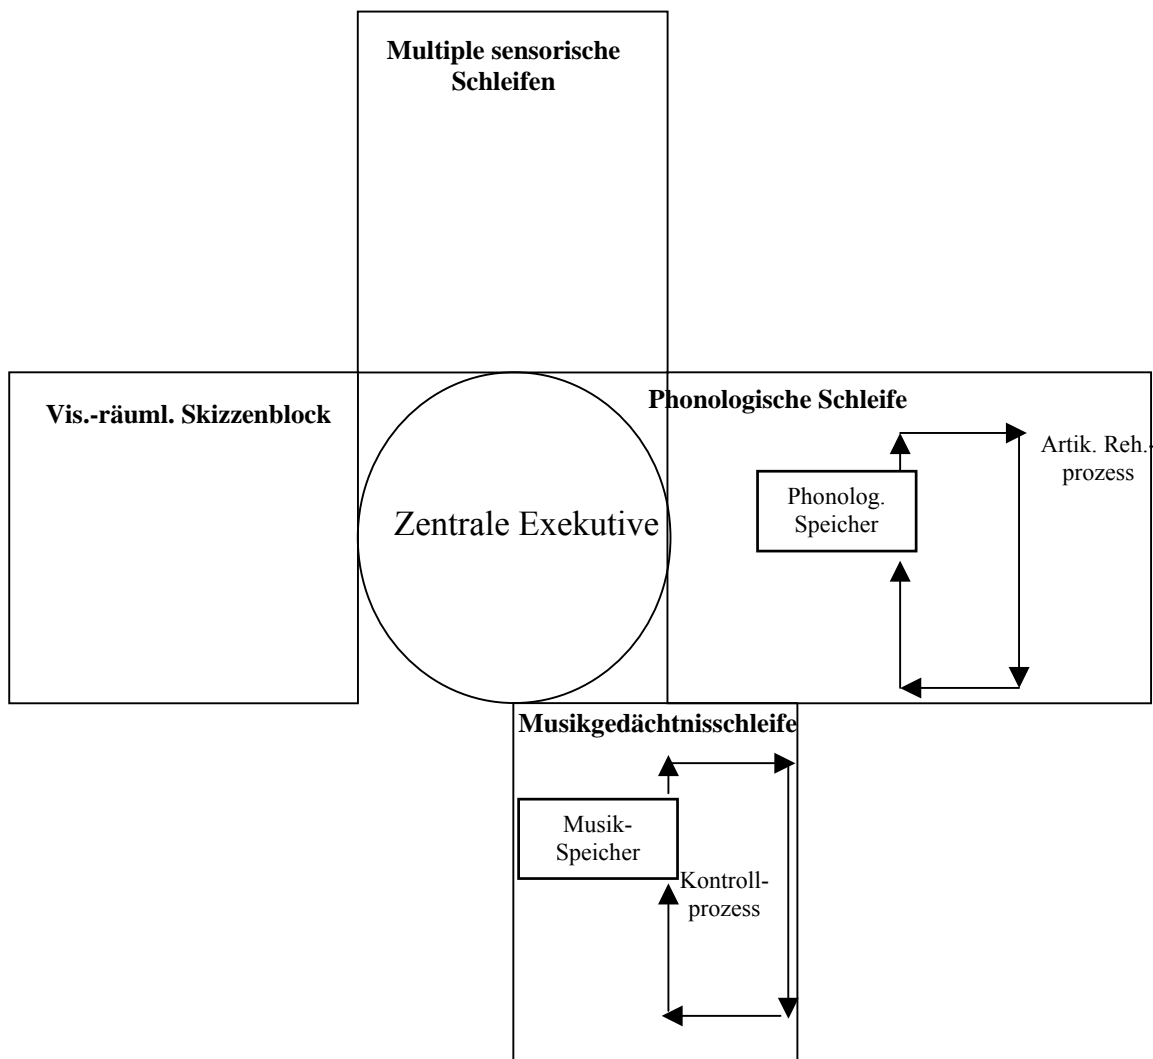 Multiple sensorische
Schleifen
Vis.-räuml. Skizzenblock
Phonologische Schleife
Artik. Reh.-
prozess
Phonolog.
Speicher
Zentrale Exekutive
Musikgedächtnisschleife
Musik-
Speicher
Kontroll-
prozess